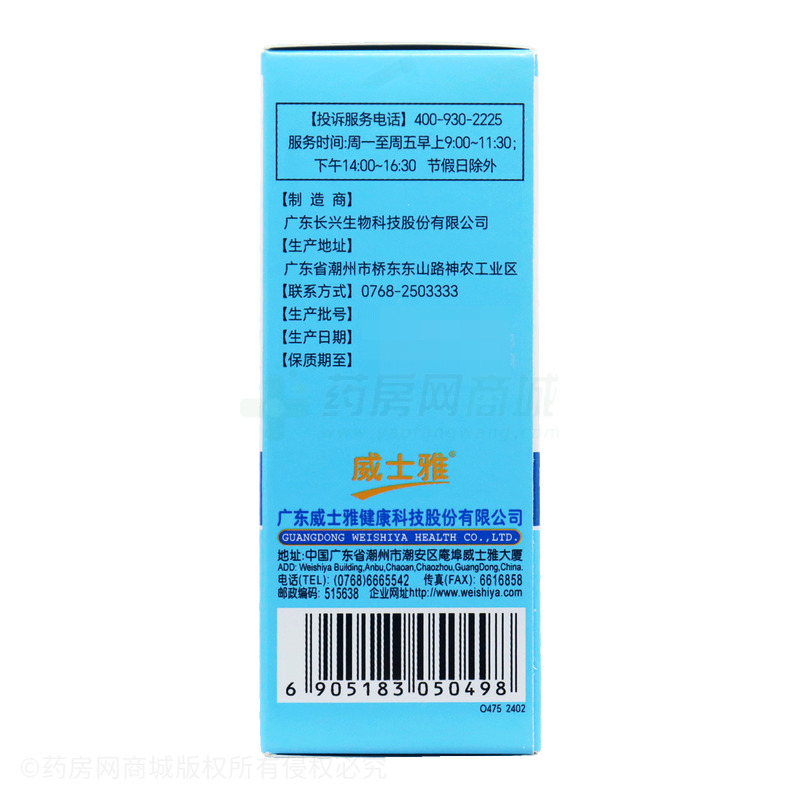 【投诉服务电话】400-930-2225
服务时间:周一至周五早上9:00~11:30;
下午14:00~16:30 节假日除外
【制 造 商】
广东长兴生物科技股份有限公司
【生产地址】
广东省潮州市桥东东山路神农工业区
【联系方式】0768-2503333
【生产批号】
【生产日期】
【保质期至】
药房网商城
www.yaofangwang.com
威士雅®
广东威士雅健康科技股份有限公司
GUANGDONG WEISHIYA HEALTH CO.,LTD.
地址:中国广东省潮州市潮安区庵埠威士雅大厦
ADD: Weishiya Building,Anbu,Chaoan,Chaozhou,GuangDong,China.
电话(TEL): (0768)6665542 传真(FAX): 6616858
邮政编码: 515638 企业网址http://www.weishiya.com
6 905183 050498
0475 2402
©药房网商城版权所有侵权必究